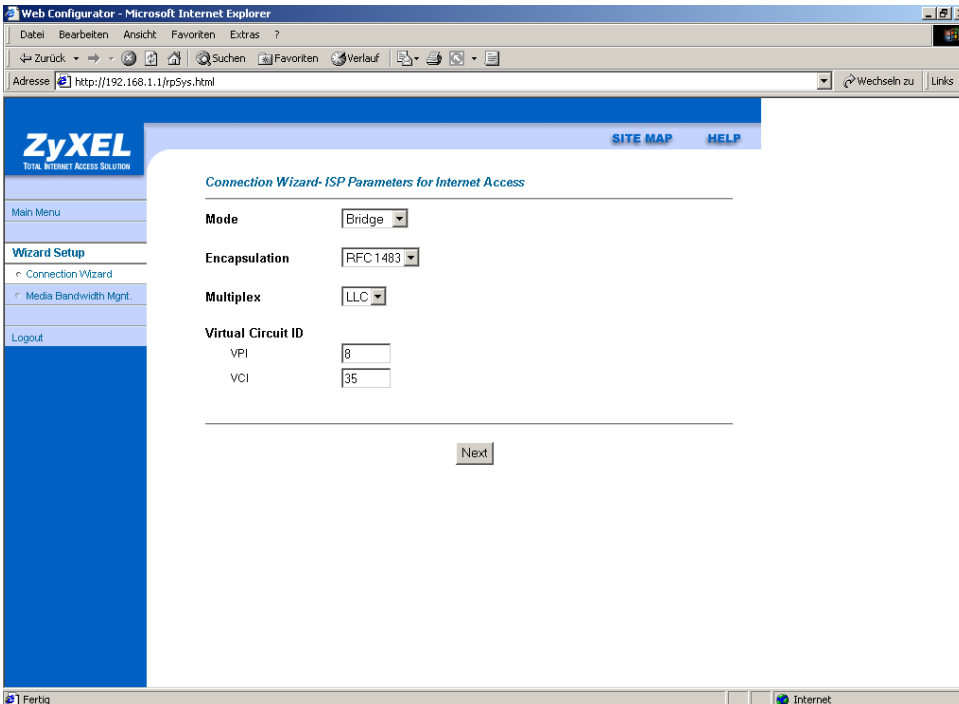 Web Configurator - Microsoft Internet Explorer
Datei Bearbeiten Ansicht Favoriten Extras ?
Zurück Suchen Favoriten Verlauf
Adresse http://192.168.1.1/rpSys.html Wechseln zu Links
ZyXEL
TOTAL INTERNET ACCESS SOLUTION
SITE MAP HELP
Main Menu
Wizard Setup
Connection Wizard
Media Bandwidth Mgnt.
Logout
Connection Wizard- ISP Parameters for Internet Access
Mode Bridge
Encapsulation RFC1483
Multiplex LLC
Virtual Circuit ID
VPI 8
VCI 35
Next
Fertig Internet